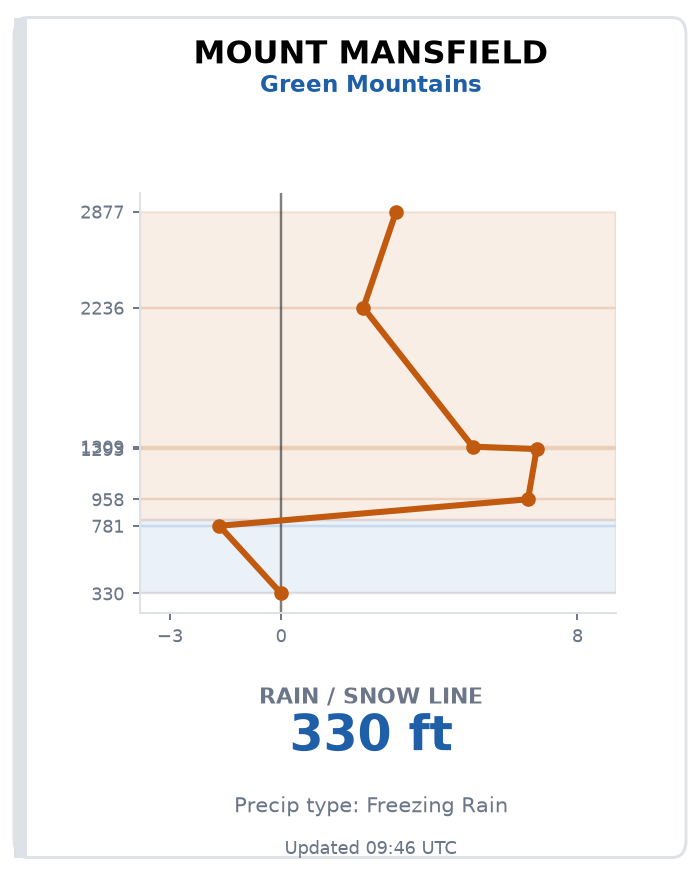 MOUNT MANSFIELD
Green Mountains
2877
2236
1309
958
781
330
−3 0 8
RAIN / SNOW LINE
330 ft
Precip type: Freezing Rain
Updated 09:46 UTC